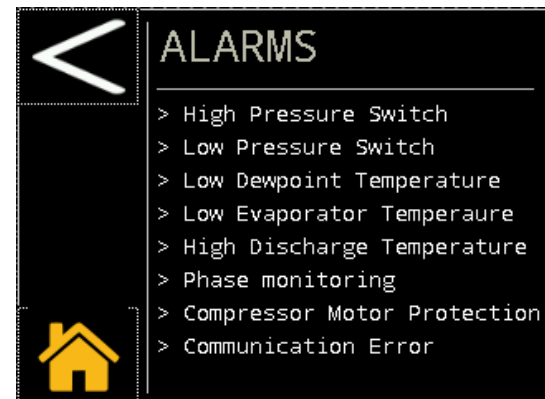 ALARMS
> High Pressure Switch
> Low Pressure Switch
> Low Dewpoint Temperature
> Low Evaporator Temperaure
> High Discharge Temperature
> Phase monitoring
> Compressor Motor Protection
> Communication Error